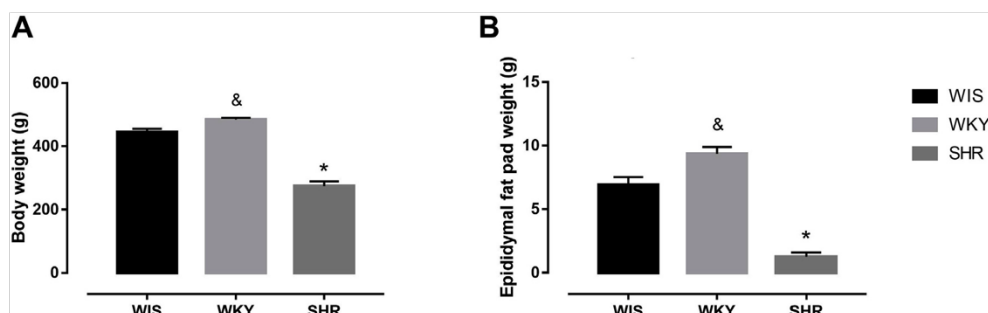 A
Body weight (g)
600
400
200
0
&
*
WIS
WKY
SHR
B
Epididymal fat pad weight (g)
15
10
5
0
&
*
WIS
WKY
SHR
WIS
WKY
SHR